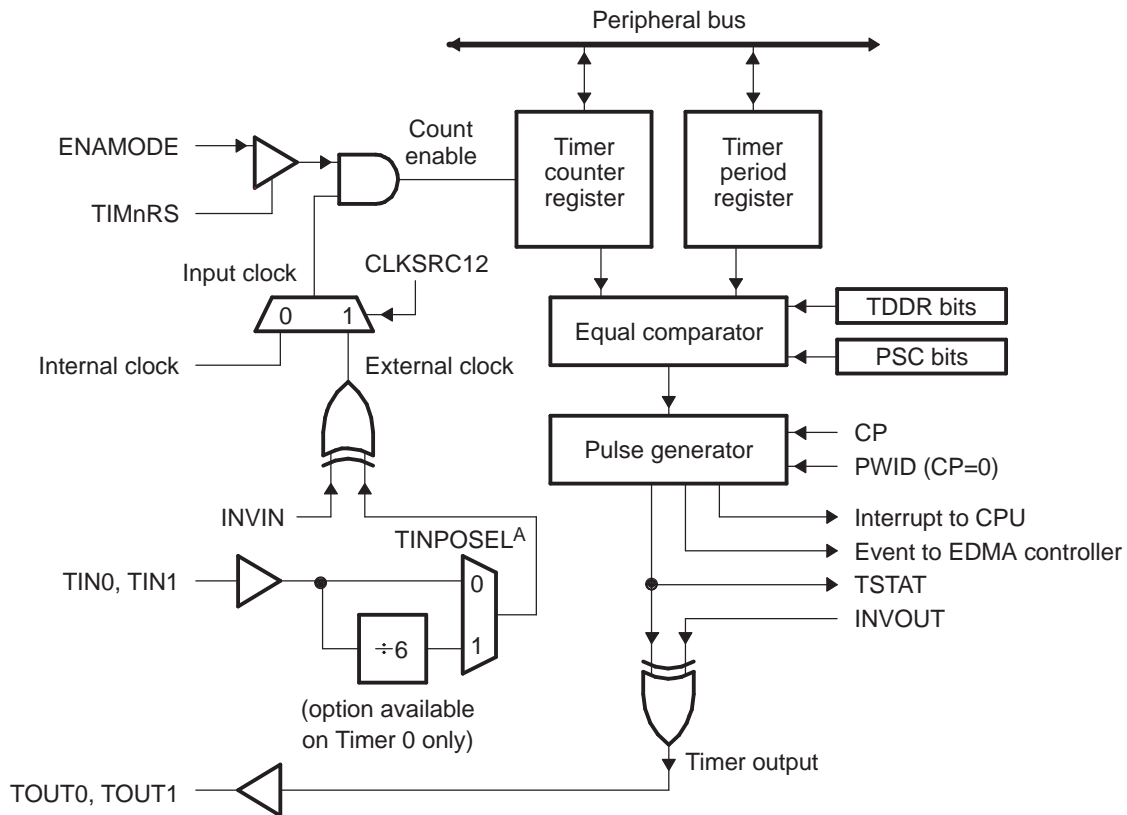 Peripheral bus
ENAMODE
TIMnRS
Count
enable
Timer
counter
register
Timer
period
register
Input clock
CLKSRC12
0 1
Internal clock
External clock
Equal comparator
TDDR bits
PSC bits
Pulse generator
CP
PWID (CP=0)
INVIN
Interrupt to CPU
TINPOSELA
Event to EDMA controller
TIN0, TIN1
0
TSTAT
INVOUT
÷6
1
(option available
on Timer 0 only)
Timer output
TOUT0, TOUT1